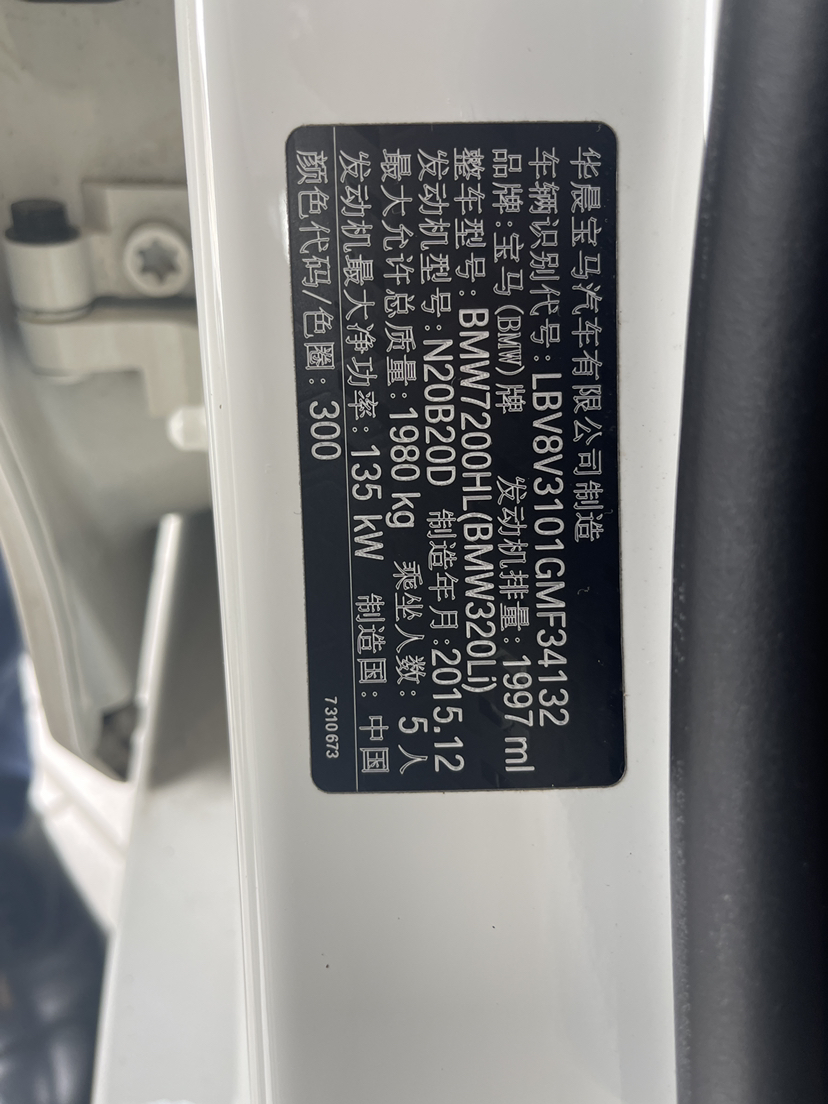 华晨宝马汽车有限公司制造
车辆识别代号: LBV8V3101GMF34132
品牌:宝马(BMW)牌 发动机排量:1997 ml
整车型号: BMW7200HL(BMW320Li)
发动机型号:N20B20D 制造年月:2015.12
最大允许总质量:1980 kg 乘坐人数: 5 人
发动机最大净功率: 135 kW 制造国: 中国
颜色代码/色圈: 300
7310673